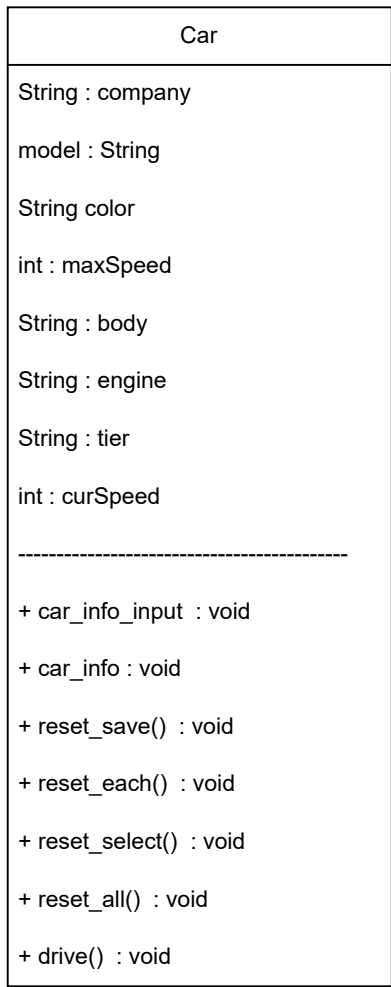 Car
String : company
model : String
String color
int : maxSpeed
String : body
String : engine
String : tier
int : curSpeed
-------------------------------------------
+ car_info_input  : void
+ car_info : void
+ reset_save()  : void
+ reset_each()  : void
+ reset_select()  : void
+ reset_all()  : void
+ drive()  : void